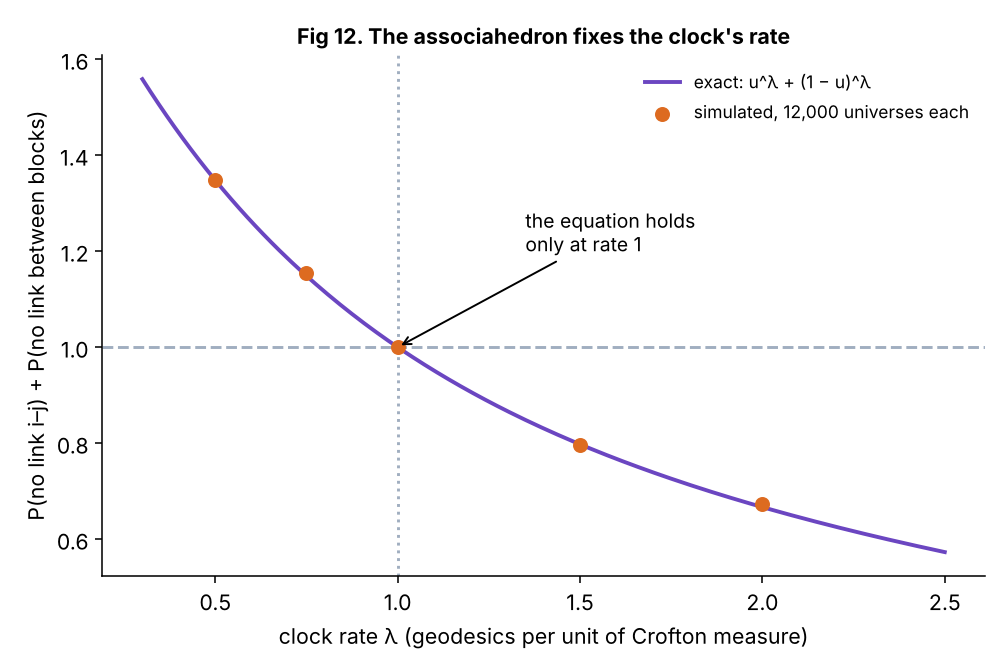 Fig 12. The associahedron fixes the clock's rate
exact: u^λ + (1 − u)^λ
simulated, 12,000 universes each
the equation holds
only at rate 1
P(no link i–j) + P(no link between blocks)
1.6
1.4
1.2
1.0
0.8
0.6
0.5
1.0
1.5
2.0
2.5
clock rate λ (geodesics per unit of Crofton measure)